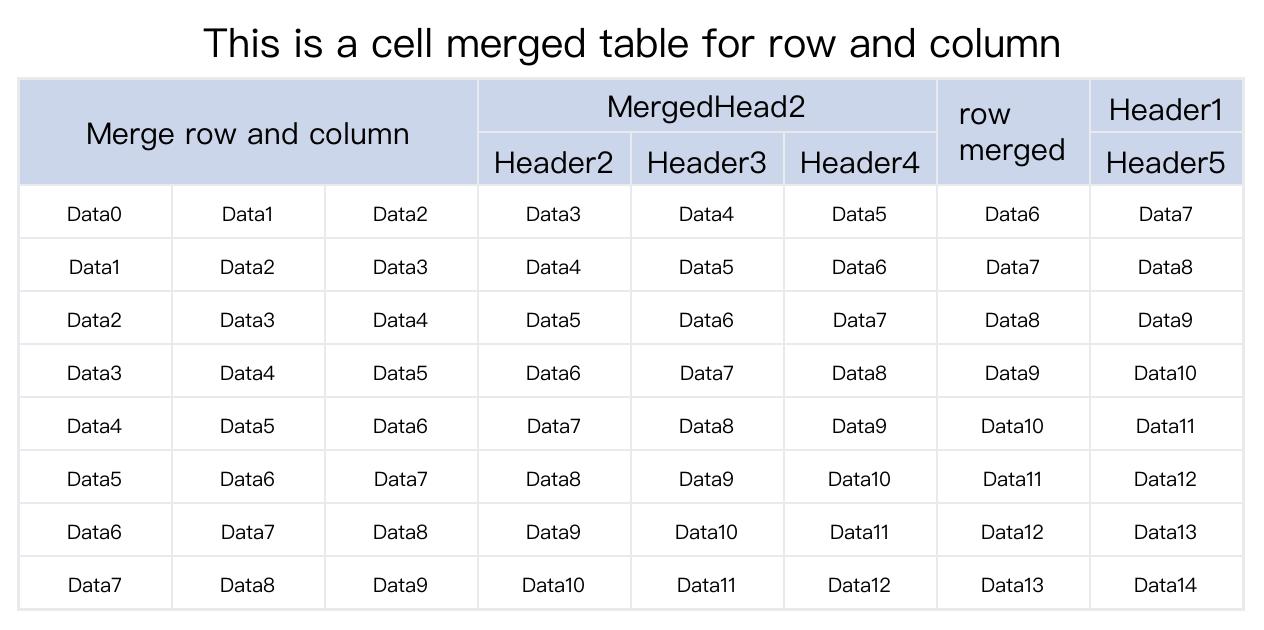 This is a cell merged table for row and column
Merge row and column MergedHead2 row merged Header1
Header2 Header3 Header4 Header5
Data0 Data1 Data2 Data3 Data4 Data5 Data6 Data7
Data1 Data2 Data3 Data4 Data5 Data6 Data7 Data8
Data2 Data3 Data4 Data5 Data6 Data7 Data8 Data9
Data3 Data4 Data5 Data6 Data7 Data8 Data9 Data10
Data4 Data5 Data6 Data7 Data8 Data9 Data10 Data11
Data5 Data6 Data7 Data8 Data9 Data10 Data11 Data12
Data6 Data7 Data8 Data9 Data10 Data11 Data12 Data13
Data7 Data8 Data9 Data10 Data11 Data12 Data13 Data14